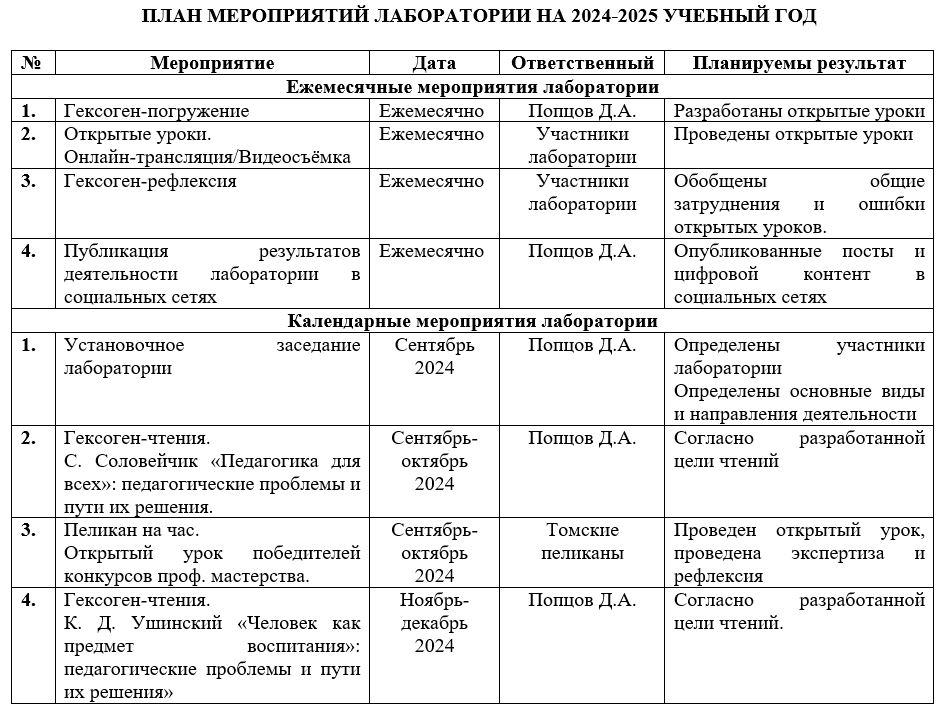 ПЛАН МЕРОПРИЯТИЙ ЛАБОРАТОРИИ НА 2024-2025 УЧЕБНЫЙ ГОД
№ Мероприятие Дата Ответственный Планируемы результат
Ежемесячные мероприятия лаборатории
1. Гексоген-погружение Ежемесячно Попцов Д.А. Разработаны открытые уроки
2. Открытые уроки. Ежемесячно Участники Проведены открытые уроки
Онлайн-трансляция/Видеосъёмка лаборатории
3. Гексоген-рефлексия Ежемесячно Участники Обобщены общие
лаборатории затруднения и ошибки
открытых уроков.
4. Публикация результатов Ежемесячно Попцов Д.А. Опубликованные посты и
деятельности лаборатории в цифровой контент в
социальных сетях социальных сетях
Календарные мероприятия лаборатории
1. Установочное заседание Сентябрь Попцов Д.А. Определены участники
лаборатории 2024 лаборатории
Определены основные виды
и направления деятельности
2. Гексоген-чтения. Сентябрь- Попцов Д.А. Согласно разработанной
С. Соловейчик «Педагогика для октябрь цели чтений
всех»: педагогические проблемы и 2024
пути их решения.
3. Пеликан на час. Сентябрь- Томские Проведен открытый урок,
Открытый урок победителей октябрь пеликаны проведена экспертиза и
конкурсов проф. мастерства. 2024 рефлексия
4. Гексоген-чтения. Ноябрь- Попцов Д.А. Согласно разработанной
К. Д. Ушинский «Человек как декабрь цели чтений.
предмет воспитания»: 2024
педагогические проблемы и пути
их решения»